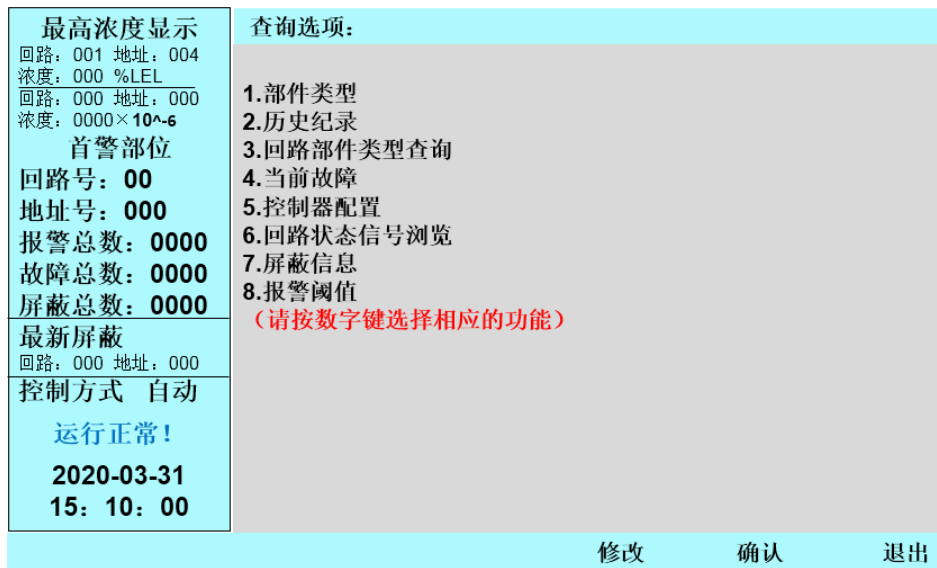 最高浓度显示
回路：001 地址：004
浓度：000 %LEL
回路：000 地址：000
浓度：0000×10^-6
首警部位
回路号：00
地址号：000
报警总数：0000
故障总数：0000
屏蔽总数：0000
最新屏蔽
回路：000 地址：000
控制方式 自动
运行正常！
2020-03-31
15：10：00
查询选项：
1.部件类型
2.历史纪录
3.回路部件类型查询
4.当前故障
5.控制器配置
6.回路状态信号浏览
7.屏蔽信息
8.报警阈值
（请按数字键选择相应的功能）
修改 确认 退出